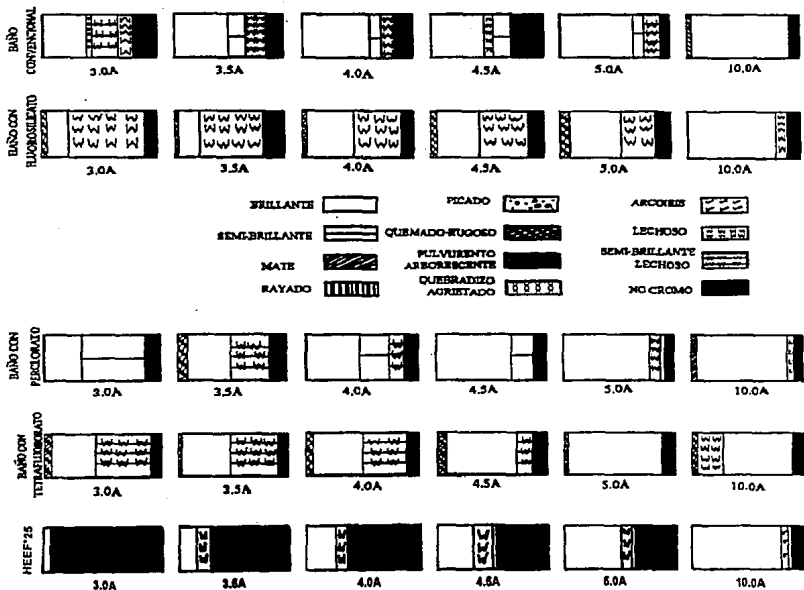 BAÑO CONVENCIONAL
3.0A 3.5A 4.0A 4.5A 5.0A 10.0A
BAÑO CON FLUOROSILICATO
3.0A 3.5A 4.0A 4.5A 5.0A 10.0A
BRILLANTE PICADO ARCOIRIS
SEMI-BRILLANTE QUEMADO-RUGOSO LECHOSO
MATE PULVURENTO ARBORESCENTE SEMI-BRILLANTE LECHOSO
RAYADO QUEBRADIZO AGRIETADO NO CROMO
BAÑO CON PERCLORATO
3.0A 3.5A 4.0A 4.5A 5.0A 10.0A
BAÑO CON TETRAFLUOBORATO
3.0A 3.5A 4.0A 4.5A 5.0A 10.0A
HEEF*25
3.0A 3.5A 4.0A 4.5A 5.0A 10.0A